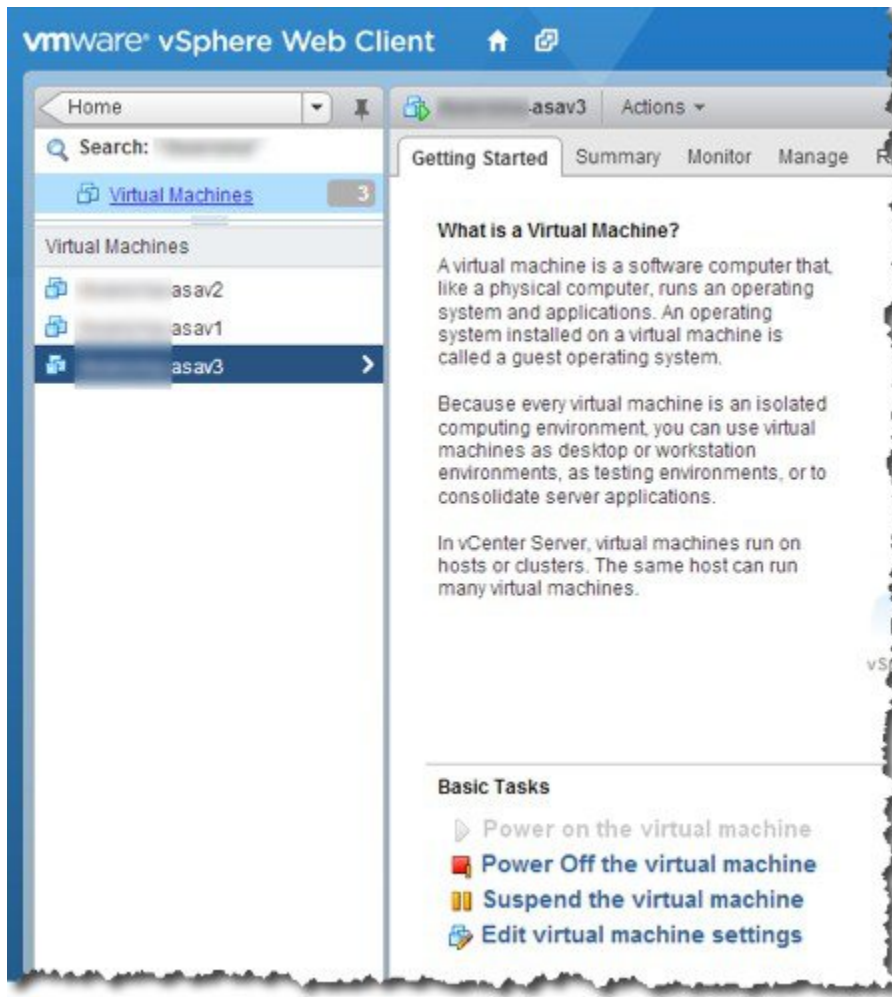 vmware® vSphere Web Client
Home
Search:
Virtual Machines 3
Virtual Machines
asav2
asav1
asav3
asav3 Actions
Getting Started Summary Monitor Manage
What is a Virtual Machine?
A virtual machine is a software computer that,
like a physical computer, runs an operating
system and applications. An operating
system installed on a virtual machine is
called a guest operating system.
Because every virtual machine is an isolated
computing environment, you can use virtual
machines as desktop or workstation
environments, as testing environments, or to
consolidate server applications.
In vCenter Server, virtual machines run on
hosts or clusters. The same host can run
many virtual machines.
Basic Tasks
Power on the virtual machine
Power Off the virtual machine
Suspend the virtual machine
Edit virtual machine settings